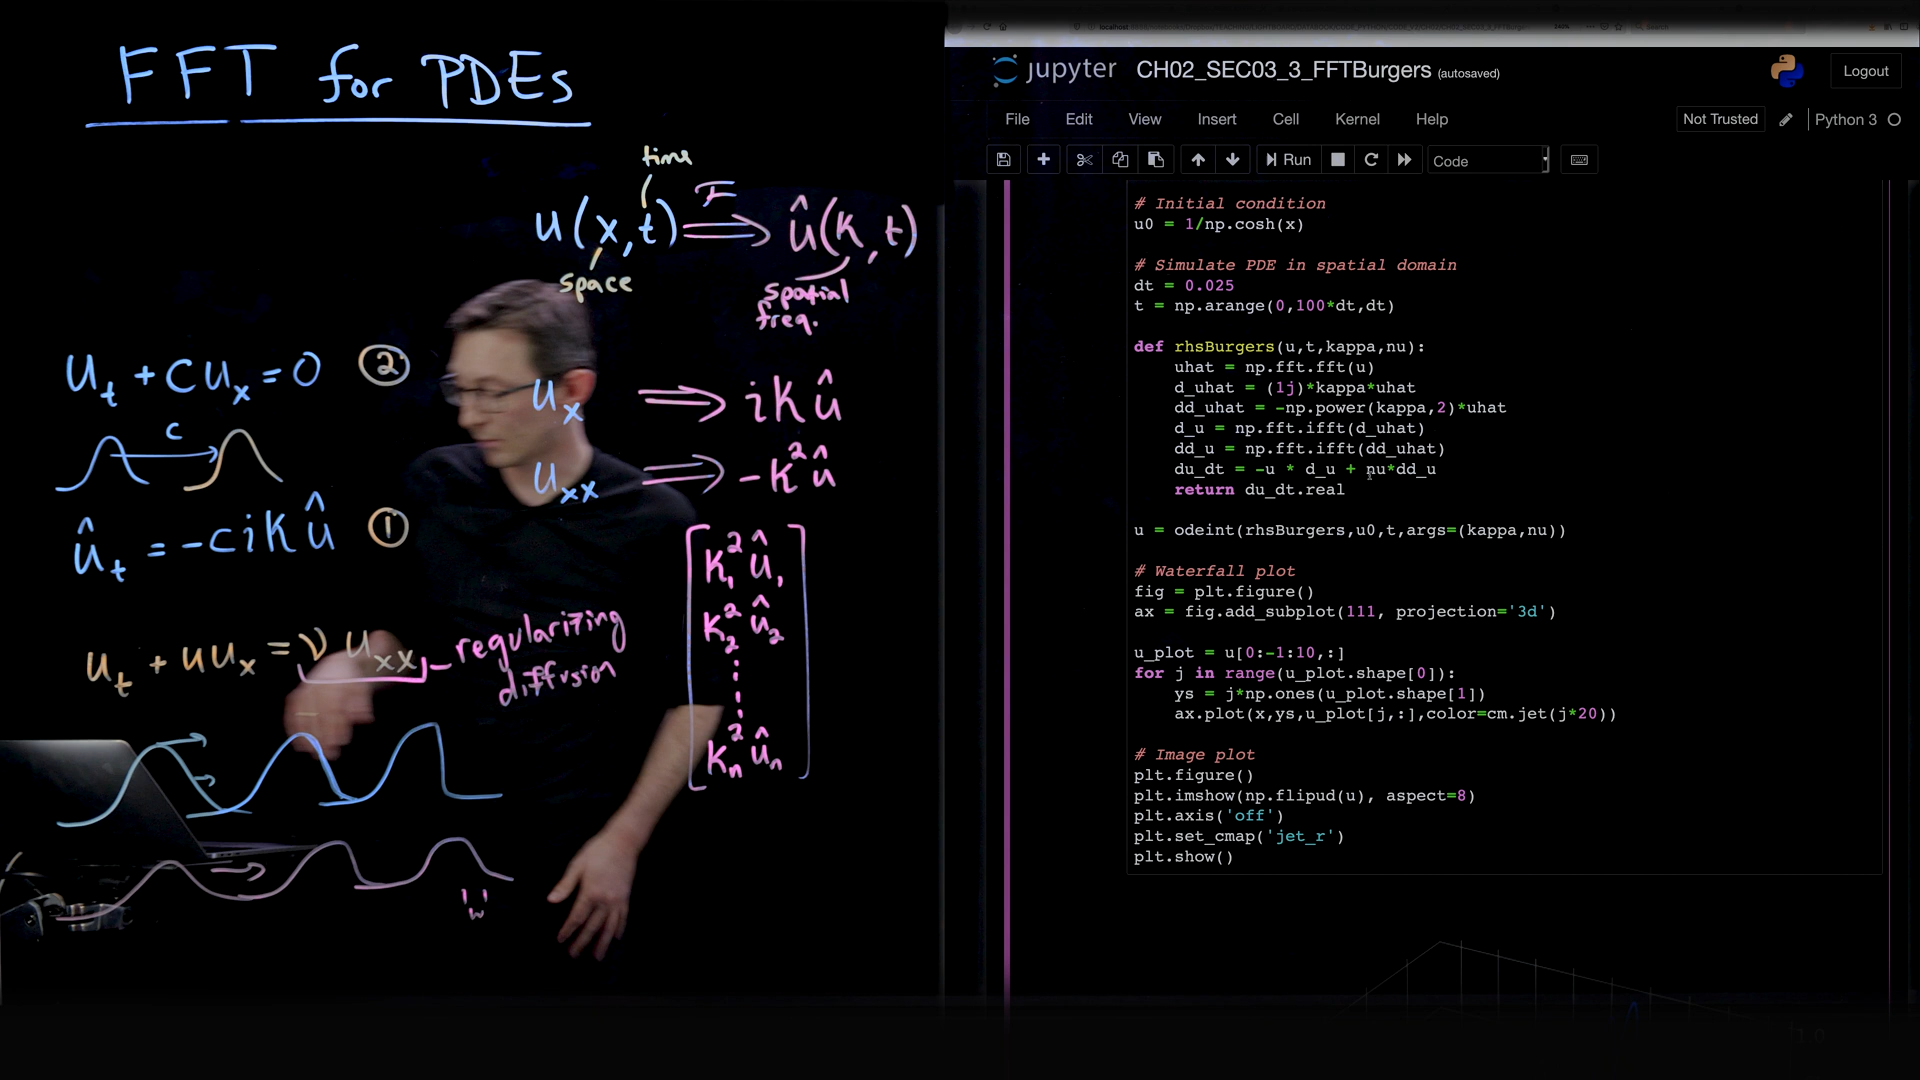 FFT for PDEs
time
u(x,t) ⟹ û(k,t)
F
space
spatial
freq.
u_t + cu_x = 0 ②
c
u_x ⟹ ikû
u_xx ⟹ -k²û
û_t = -cikû ①
u_t + uu_x = ν u_xx
regularizing
diffusion
k₁²û₁
k₂²û₂
⋮
kₙ²ûₙ
jupyter CH02_SEC03_3_FFTBurgers (autosaved)
Logout
File Edit View Insert Cell Kernel Help
Not Trusted
Python 3
Run
Code
# Initial condition
u0 = 1/np.cosh(x)
# Simulate PDE in spatial domain
dt = 0.025
t = np.arange(0,100*dt,dt)
def rhsBurgers(u,t,kappa,nu):
uhat = np.fft.fft(u)
d_uhat = (1j)*kappa*uhat
dd_uhat = -np.power(kappa,2)*uhat
d_u = np.fft.ifft(d_uhat)
dd_u = np.fft.ifft(dd_uhat)
du_dt = -u * d_u + nu*dd_u
return du_dt.real
u = odeint(rhsBurgers,u0,t,args=(kappa,nu))
# Waterfall plot
fig = plt.figure()
ax = fig.add_subplot(111, projection='3d')
u_plot = u[0:-1:10,:]
for j in range(u_plot.shape[0]):
ys = j*np.ones(u_plot.shape[1])
ax.plot(x,ys,u_plot[j,:],color=cm.jet(j*20))
# Image plot
plt.figure()
plt.imshow(np.flipud(u), aspect=8)
plt.axis('off')
plt.set_cmap('jet_r')
plt.show()